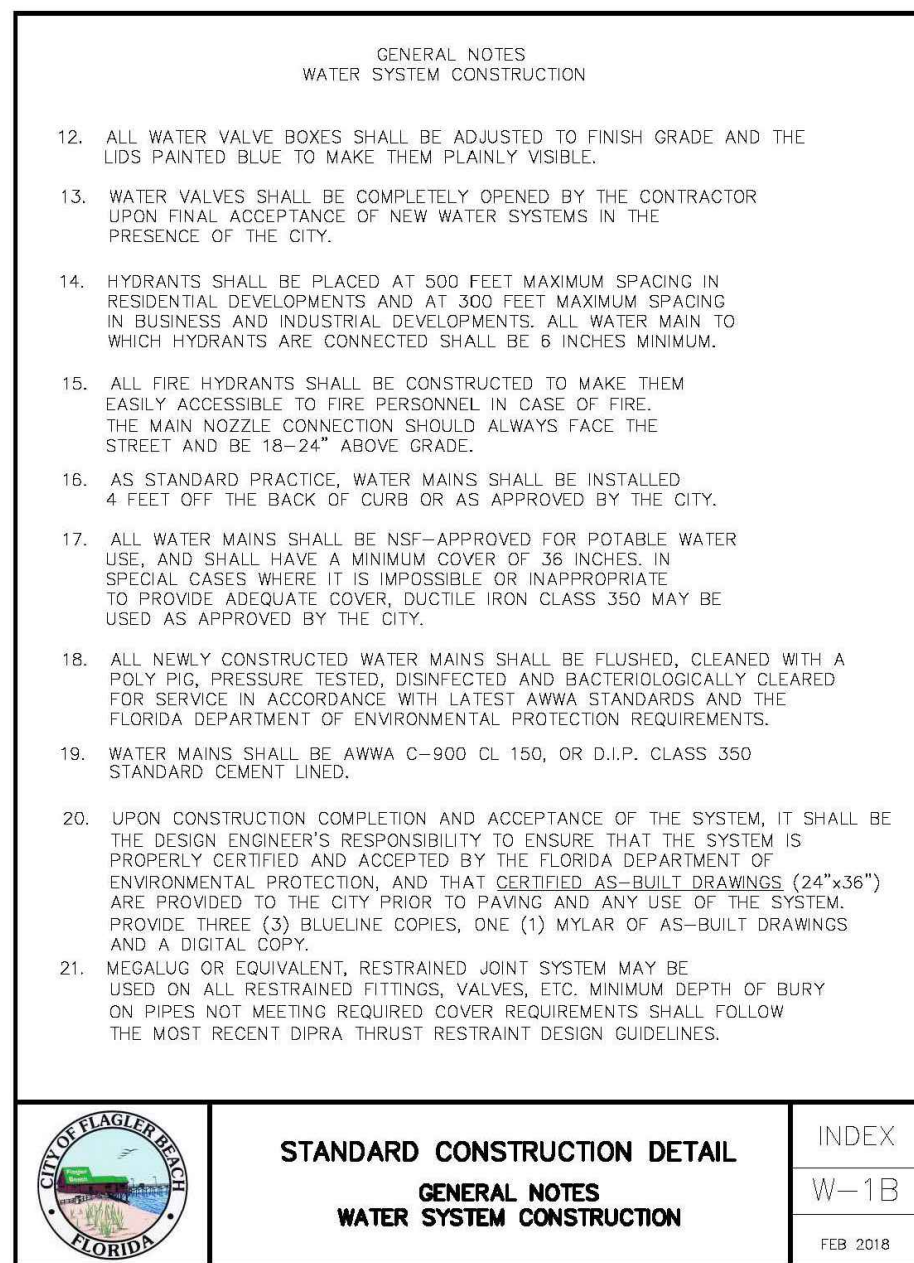 GENERAL NOTES
WATER SYSTEM CONSTRUCTION
12. ALL WATER VALVE BOXES SHALL BE ADJUSTED TO FINISH GRADE AND THE
LIDS PAINTED BLUE TO MAKE THEM PLAINLY VISIBLE.
13. WATER VALVES SHALL BE COMPLETELY OPENED BY THE CONTRACTOR
UPON FINAL ACCEPTANCE OF NEW WATER SYSTEMS IN THE
PRESENCE OF THE CITY.
14. HYDRANTS SHALL BE PLACED AT 500 FEET MAXIMUM SPACING IN
RESIDENTIAL DEVELOPMENTS AND AT 300 FEET MAXIMUM SPACING
IN BUSINESS AND INDUSTRIAL DEVELOPMENTS. ALL WATER MAIN TO
WHICH HYDRANTS ARE CONNECTED SHALL BE 6 INCHES MINIMUM.
15. ALL FIRE HYDRANTS SHALL BE CONSTRUCTED TO MAKE THEM
EASILY ACCESSIBLE TO FIRE PERSONNEL IN CASE OF FIRE.
THE MAIN NOZZLE CONNECTION SHOULD ALWAYS FACE THE
STREET AND BE 18-24" ABOVE GRADE.
16. AS STANDARD PRACTICE, WATER MAINS SHALL BE INSTALLED
4 FEET OFF THE BACK OF CURB OR AS APPROVED BY THE CITY.
17. ALL WATER MAINS SHALL BE NSF-APPROVED FOR POTABLE WATER
USE, AND SHALL HAVE A MINIMUM COVER OF 36 INCHES. IN
SPECIAL CASES WHERE IT IS IMPOSSIBLE OR INAPPROPRIATE
TO PROVIDE ADEQUATE COVER, DUCTILE IRON CLASS 350 MAY BE
USED AS APPROVED BY THE CITY.
18. ALL NEWLY CONSTRUCTED WATER MAINS SHALL BE FLUSHED, CLEANED WITH A
POLY PIG, PRESSURE TESTED, DISINFECTED AND BACTERIOLOGICALLY CLEARED
FOR SERVICE IN ACCORDANCE WITH LATEST AWWA STANDARDS AND THE
FLORIDA DEPARTMENT OF ENVIRONMENTAL PROTECTION REQUIREMENTS.
19. WATER MAINS SHALL BE AWWA C-900 CL 150, OR D.I.P. CLASS 350
STANDARD CEMENT LINED.
20. UPON CONSTRUCTION COMPLETION AND ACCEPTANCE OF THE SYSTEM, IT SHALL BE
THE DESIGN ENGINEER'S RESPONSIBILITY TO ENSURE THAT THE SYSTEM IS
PROPERLY CERTIFIED AND ACCEPTED BY THE FLORIDA DEPARTMENT OF
ENVIRONMENTAL PROTECTION, AND THAT CERTIFIED AS-BUILT DRAWINGS (24"x36")
ARE PROVIDED TO THE CITY PRIOR TO PAVING AND ANY USE OF THE SYSTEM.
PROVIDE THREE (3) BLUELINE COPIES, ONE (1) MYLAR OF AS-BUILT DRAWINGS
AND A DIGITAL COPY.
21. MEGALUG OR EQUIVALENT, RESTRAINED JOINT SYSTEM MAY BE
USED ON ALL RESTRAINED FITTINGS, VALVES, ETC. MINIMUM DEPTH OF BURY
ON PIPES NOT MEETING REQUIRED COVER REQUIREMENTS SHALL FOLLOW
THE MOST RECENT DIPRA THRUST RESTRAINT DESIGN GUIDELINES.
CITY OF FLAGLER BEACH
Flagler
Beach
FLORIDA
STANDARD CONSTRUCTION DETAIL
GENERAL NOTES
WATER SYSTEM CONSTRUCTION
INDEX
W-1B
FEB 2018